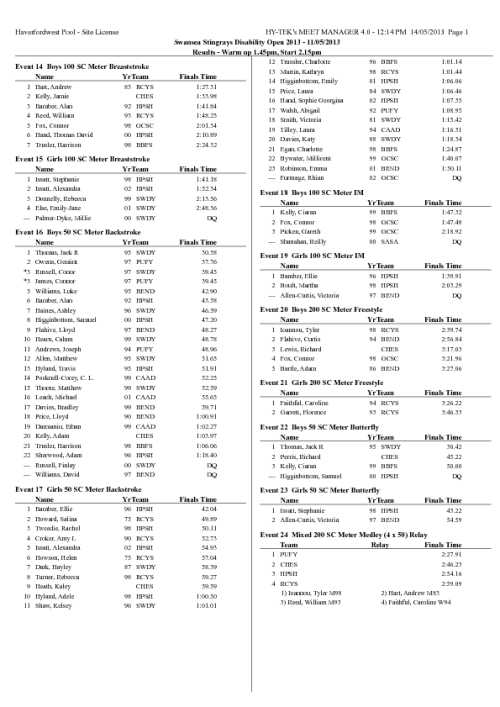 Haverfordwest Pool - Site License HY-TEK's MEET MANAGER 4.0 - 12:14 PM 14/05/2013 Page 1
Swansea Stingrays Disability Open 2013 - 11/05/2013
Results - Warm up 1.45pm, Start 2.15pm
Event 14 Boys 100 SC Meter Breaststroke
Name Yr Team Finals Time
1 Hart, Andrew 83 RCYS 1:27.51
2 Kelly, Jamie CHES 1:33.98
3 Bamber, Alan 92 HPSH 1:41.84
4 Reed, William 93 RCYS 1:48.25
5 Fox, Connor 98 GCSC 2:01.54
6 Hand, Thomas David 00 HPSH 2:10.89
7 Trusler, Harrison 98 BBFS 2:24.32
Event 15 Girls 100 SC Meter Breaststroke
Name Yr Team Finals Time
1 Issatt, Stephanie 98 HPSH 1:41.18
2 Issatt, Alexandra 02 HPSH 1:52.54
3 Donnelly, Rebecca 99 SWDY 2:15.56
4 Else, Emily-Jane 01 SWDY 2:48.36
--- Palmer-Dyke, Millie 00 SWDY DQ
Event 16 Boys 50 SC Meter Backstroke
Name Yr Team Finals Time
1 Thomas, Jack R 95 SWDY 30.58
2 Owens, Geraint 97 PUFY 37.76
*3 Russell, Conor 97 SWDY 39.45
*3 James, Connor 97 PUFY 39.45
5 Williams, Luke 95 BEND 42.90
6 Bamber, Alan 92 HPSH 43.58
7 Haines, Ashley 96 SWDY 46.59
8 Higginbottom, Samuel 00 HPSH 47.20
9 Flahive, Lloyd 97 BEND 48.27
10 Hearn, Calum 99 SWDY 48.78
11 Andrews, Joseph 94 PUFY 48.96
12 Allen, Matthew 95 SWDY 51.65
13 Hyland, Travis 95 HPSH 51.91
14 99 CAAD 52.25
15 Thorne, Matthew 99 SWDY 52.59
16 Leach, Michael 01 CAAD 55.65
17 Davies, Bradley 99 BEND 59.71
18 Price, Lloyd 90 BEND 1:00.91
19 Ethan 99 CAAD 1:02.27
20 Kelly, Adam CHES 1:05.97
21 Trusler, Harrison 98 BBFS 1:06.06
22 Sharwood, Adam 96 HPSH 1:18.40
--- Russell, Finlay 00 SWDY DQ
--- Williams, David 97 BEND DQ
Event 17 Girls 50 SC Meter Backstroke
Name Yr Team Finals Time
1 Bamber, Ellie 96 HPSH 42.04
2 Howard, Salina 73 RCYS 49.89
3 Tweedie, Rachel 98 HPSH 50.11
4 Croker, Amy L 90 RCYS 52.73
5 Issatt, Alexandra 02 HPSH 54.93
6 Howson, Helen 73 RCYS 57.04
7 Dark, Hayley 87 SWDY 58.39
8 Turner, Rebecca 98 RCYS 59.27
9 Heath, Kaley CHES 59.59
10 Hyland, Adele 98 HPSH 1:00.50
11 Shaw, Kelsey 96 SWDY 1:01.01
12 Trussler, Charlotte 96 BBFS 1:01.14
13 Martin, Kathryn 98 RCYS 1:01.44
14 Higginbottom, Emily 01 HPSH 1:06.06
15 Price, Laura 84 SWDY 1:06.46
16 Hand, Sophie Georgina 02 HPSH 1:07.35
17 Walsh, Abigail 92 PUFY 1:08.95
18 Smith, Victoria 81 SWDY 1:15.42
19 Tilley, Laura 94 CAAD 1:16.51
20 Davies, Katy 88 SWDY 1:18.34
21 Egan, Charlotte 98 BBFS 1:24.87
22 Bywater, Millicent 99 GCSC 1:40.07
23 Robinson, Emma 01 BEND 1:50.11
--- Rhian 02 GCSC DQ
Event 18 Boys 100 SC Meter IM
Name Yr Team Finals Time
1 Kelly, Ciaran 99 BBFS 1:47.32
2 Fox, Connor 98 GCSC 1:47.48
3 Picken, Gareth 99 GCSC 2:18.92
--- Shanahan, Reilly 00 SASA DQ
Event 19 Girls 100 SC Meter IM
Name Yr Team Finals Time
1 Bamber, Ellie 96 HPSH 1:39.91
2 Boult, Martha 98 HPSH 2:03.29
--- Allen-Curtis, Victoria 97 BEND DQ
Event 20 Boys 200 SC Meter Freestyle
Name Yr Team Finals Time
1 Ioannou, Tyler 98 RCYS 2:39.74
2 Flahive, Curtis 94 BEND 2:56.84
3 Lewis, Richard CHES 3:17.03
4 Fox, Connor 98 GCSC 3:21.96
5 Bartle, Adam 86 BEND 3:27.06
Event 21 Girls 200 SC Meter Freestyle
Name Yr Team Finals Time
1 Faithful, Caroline 94 RCYS 3:26.22
2 Garrett, Florence 93 RCYS 3:46.33
Event 22 Boys 50 SC Meter Butterfly
Name Yr Team Finals Time
1 Thomas, Jack R 95 SWDY 30.42
2 Perris, Richard CHES 45.22
3 Kelly, Ciaran 99 BBFS 50.00
--- Higginbottom, Samuel 00 HPSH DQ
Event 23 Girls 50 SC Meter Butterfly
Name Yr Team Finals Time
1 Issatt, Stephanie 98 HPSH 43.22
2 Allen-Curtis, Victoria 97 BEND 54.59
Event 24 Mixed 200 SC Meter Medley (4 x 50) Relay
Team Relay Finals Time
1 PUFY 2:27.91
2 CHES 2:46.23
3 HPSH 2:54.16
4 RCYS 2:59.09
1) Ioannou, Tyler M98 2) Hart, Andrew M83
3) Reed, William M93 4) Faithful, Caroline W94